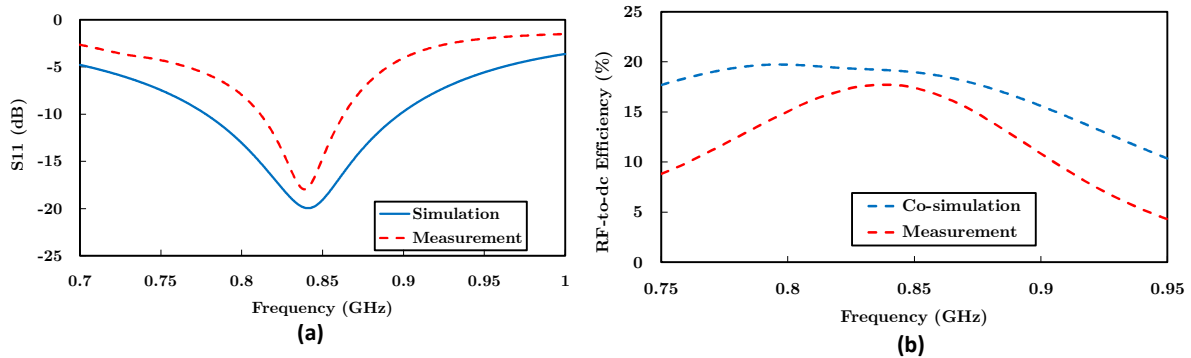 0
-5
-10
-15
-20
-25
S11 (dB)
Simulation
Measurement
0.7
0.75
0.8
0.85
0.9
0.95
1
Frequency (GHz)
(a)
25
20
15
10
5
0
RF-to-dc Efficiency (%)
Co-simulation
Measurement
0.75
0.8
0.85
0.9
0.95
Frequency (GHz)
(b)